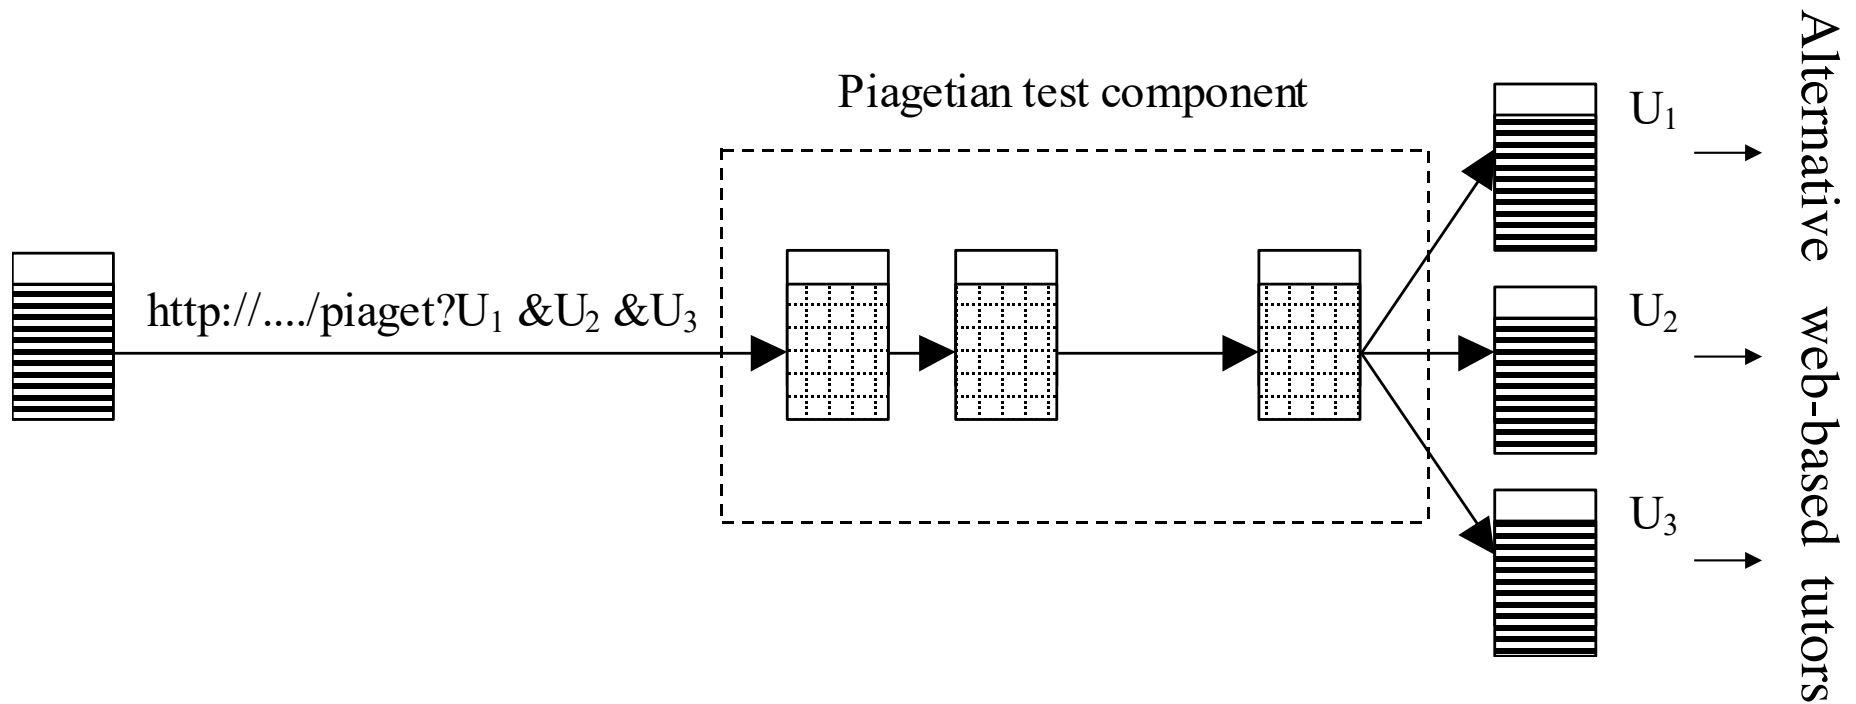 Piagetian test component
http://..../piaget?U1 &U2 &U3
U1
U2
U3
Alternative web-based tutors